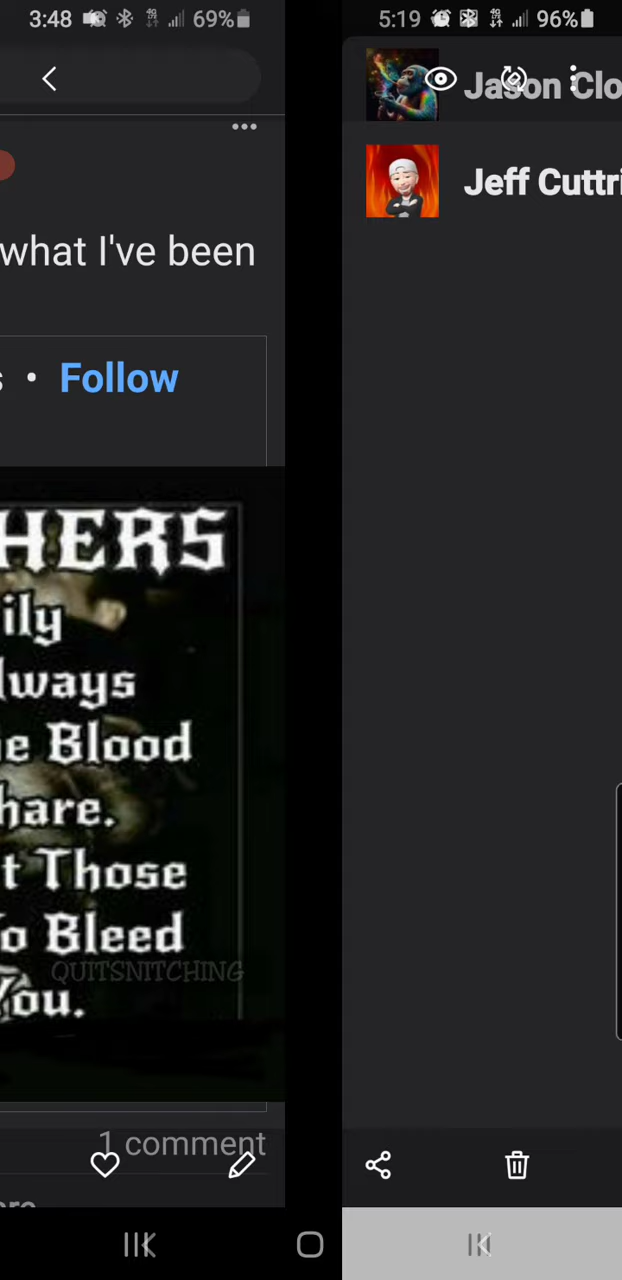 3:48
69%
what I've been
• Follow
HERS
ily
lways
e Blood
hare.
t Those
o Bleed
QUITSNITCHING
You.
1 comment
5:19
96%
Jason Clo
Jeff Cuttri